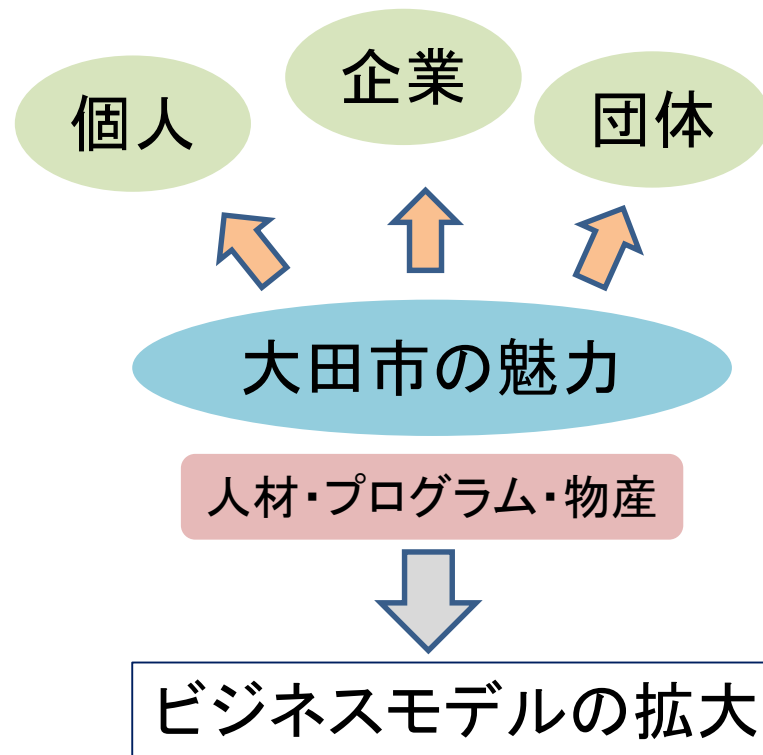 企業
個人
団体
大田市の魅力
人材・プログラム・物産
ビジネスモデルの拡大